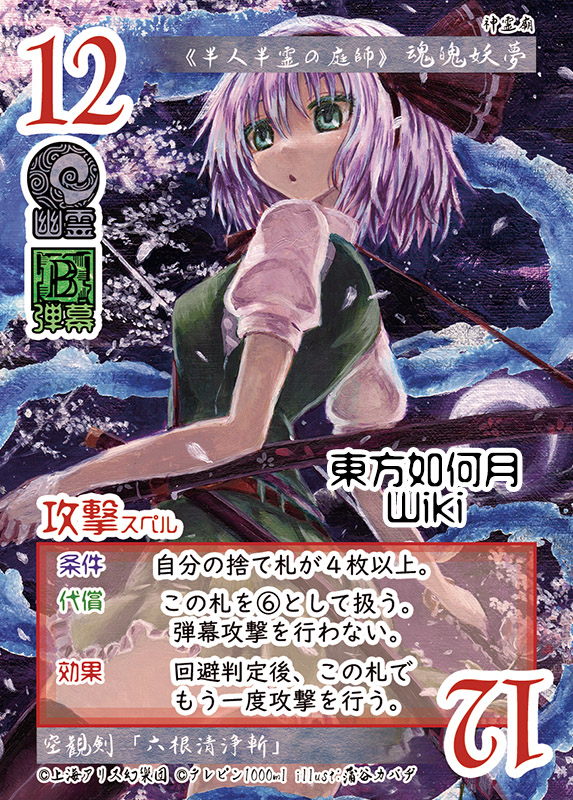 神霊廟
12
《半人半霊の庭師》 魂魄妖夢
幽霊
B
弾幕
東方如何月
Wiki
攻撃スペル
条件 自分の捨て札が4枚以上。
代償 この札を⑥として扱う。
弾幕攻撃を行わない。
効果 回避判定後、この札で
もう一度攻撃を行う。
12
空観剣「六根清浄斬」
©上海アリス幻樂団 ©テレピン1000ml illust:蒲谷カバヂ